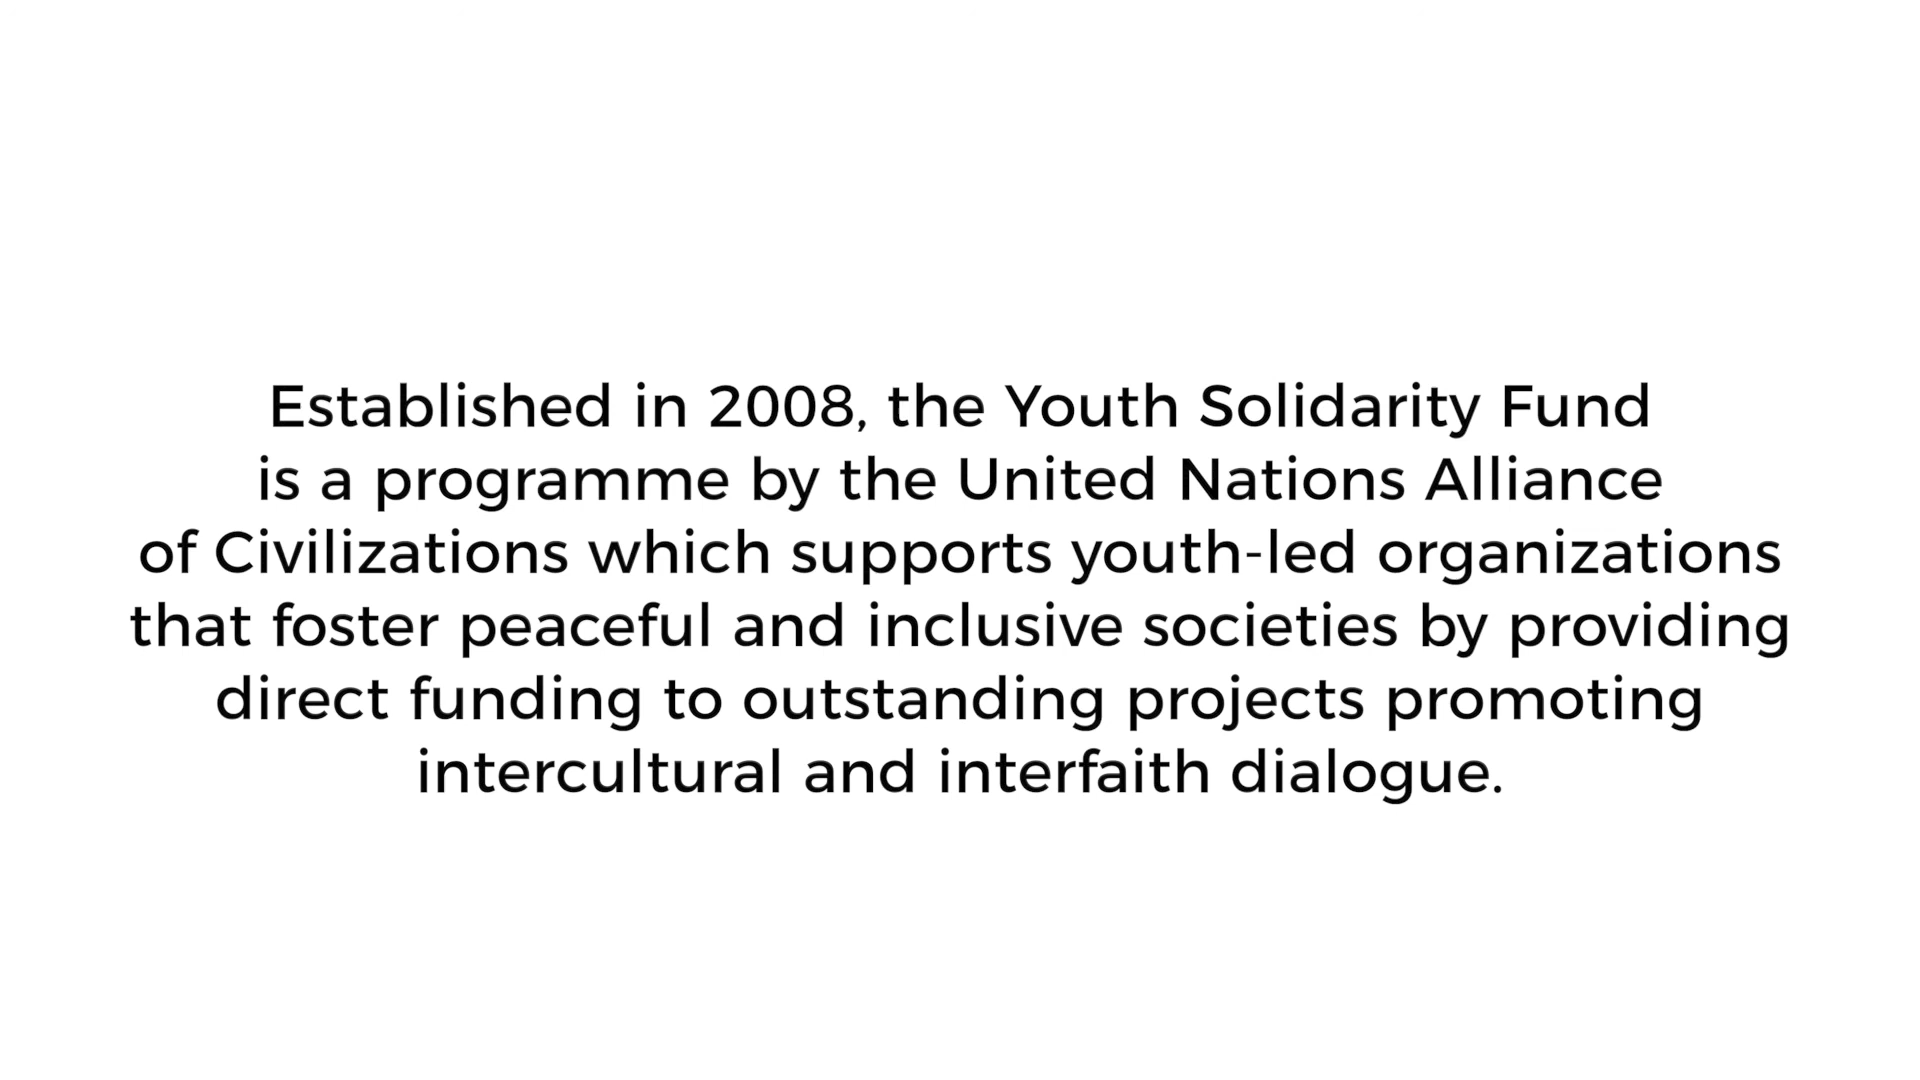 Established in 2008, the Youth Solidarity Fund
is a programme by the United Nations Alliance
of Civilizations which supports youth-led organizations
that foster peaceful and inclusive societies by providing
direct funding to outstanding projects promoting
intercultural and interfaith dialogue.